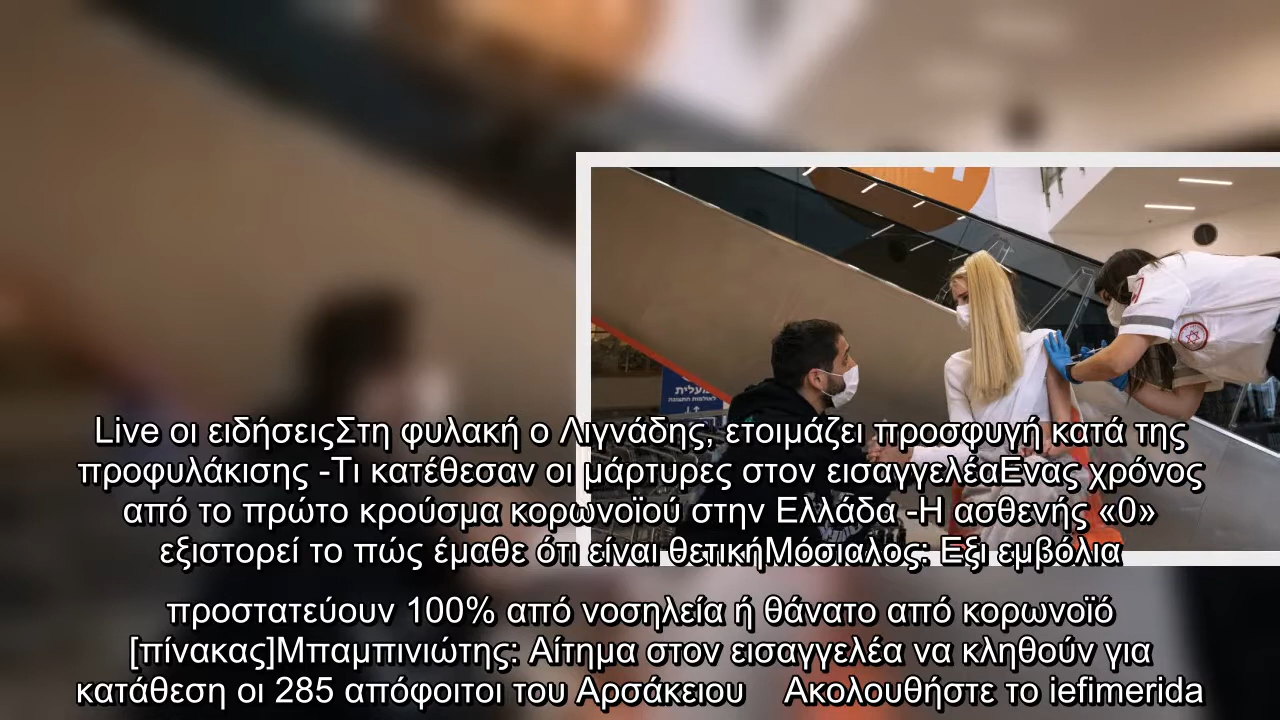 מעלית
Live οι ειδήσειςΣτη φυλακή ο Λιγνάδης, ετοιμάζει προσφυγή κατά της
προφυλάκισης -Τι κατέθεσαν οι μάρτυρες στον εισαγγελέαΕνας χρόνος
από το πρώτο κρούσμα κορωνοϊού στην Ελλάδα -Η ασθενής «0»
εξιστορεί το πώς έμαθε ότι είναι θετικήΜόσιαλος: Εξι εμβόλια
προστατεύουν 100% από νοσηλεία ή θάνατο από κορωνοϊό
[πίνακας]Μπαμπινιώτης: Αίτημα στον εισαγγελέα να κληθούν για
κατάθεση οι 285 απόφοιτοι του Αρσάκειου Ακολουθήστε το iefimerida